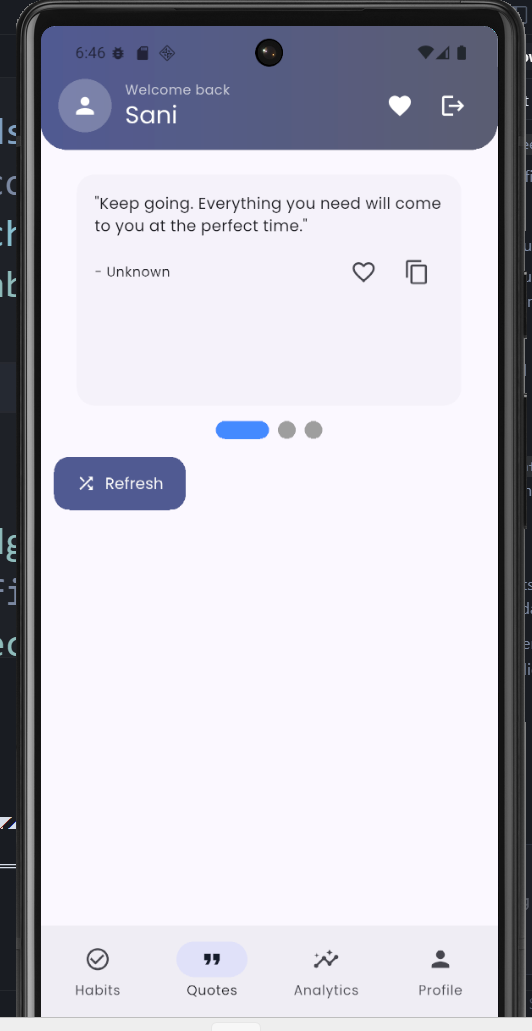 6:46
Welcome back
Sani
"Keep going. Everything you need will come
to you at the perfect time."
- Unknown
Refresh
Habits
Quotes
Analytics
Profile